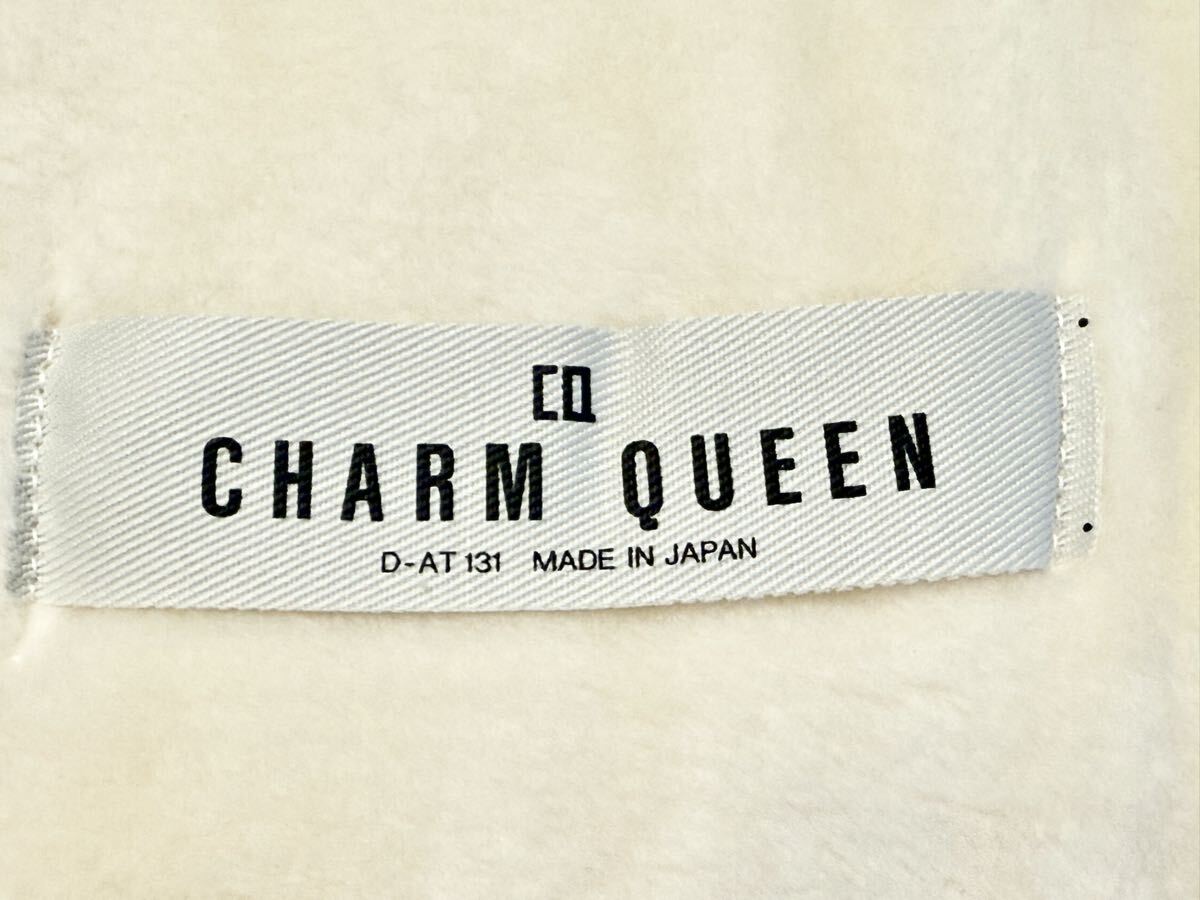 CQ
CHARM QUEEN
D-AT 131 MADE IN JAPAN